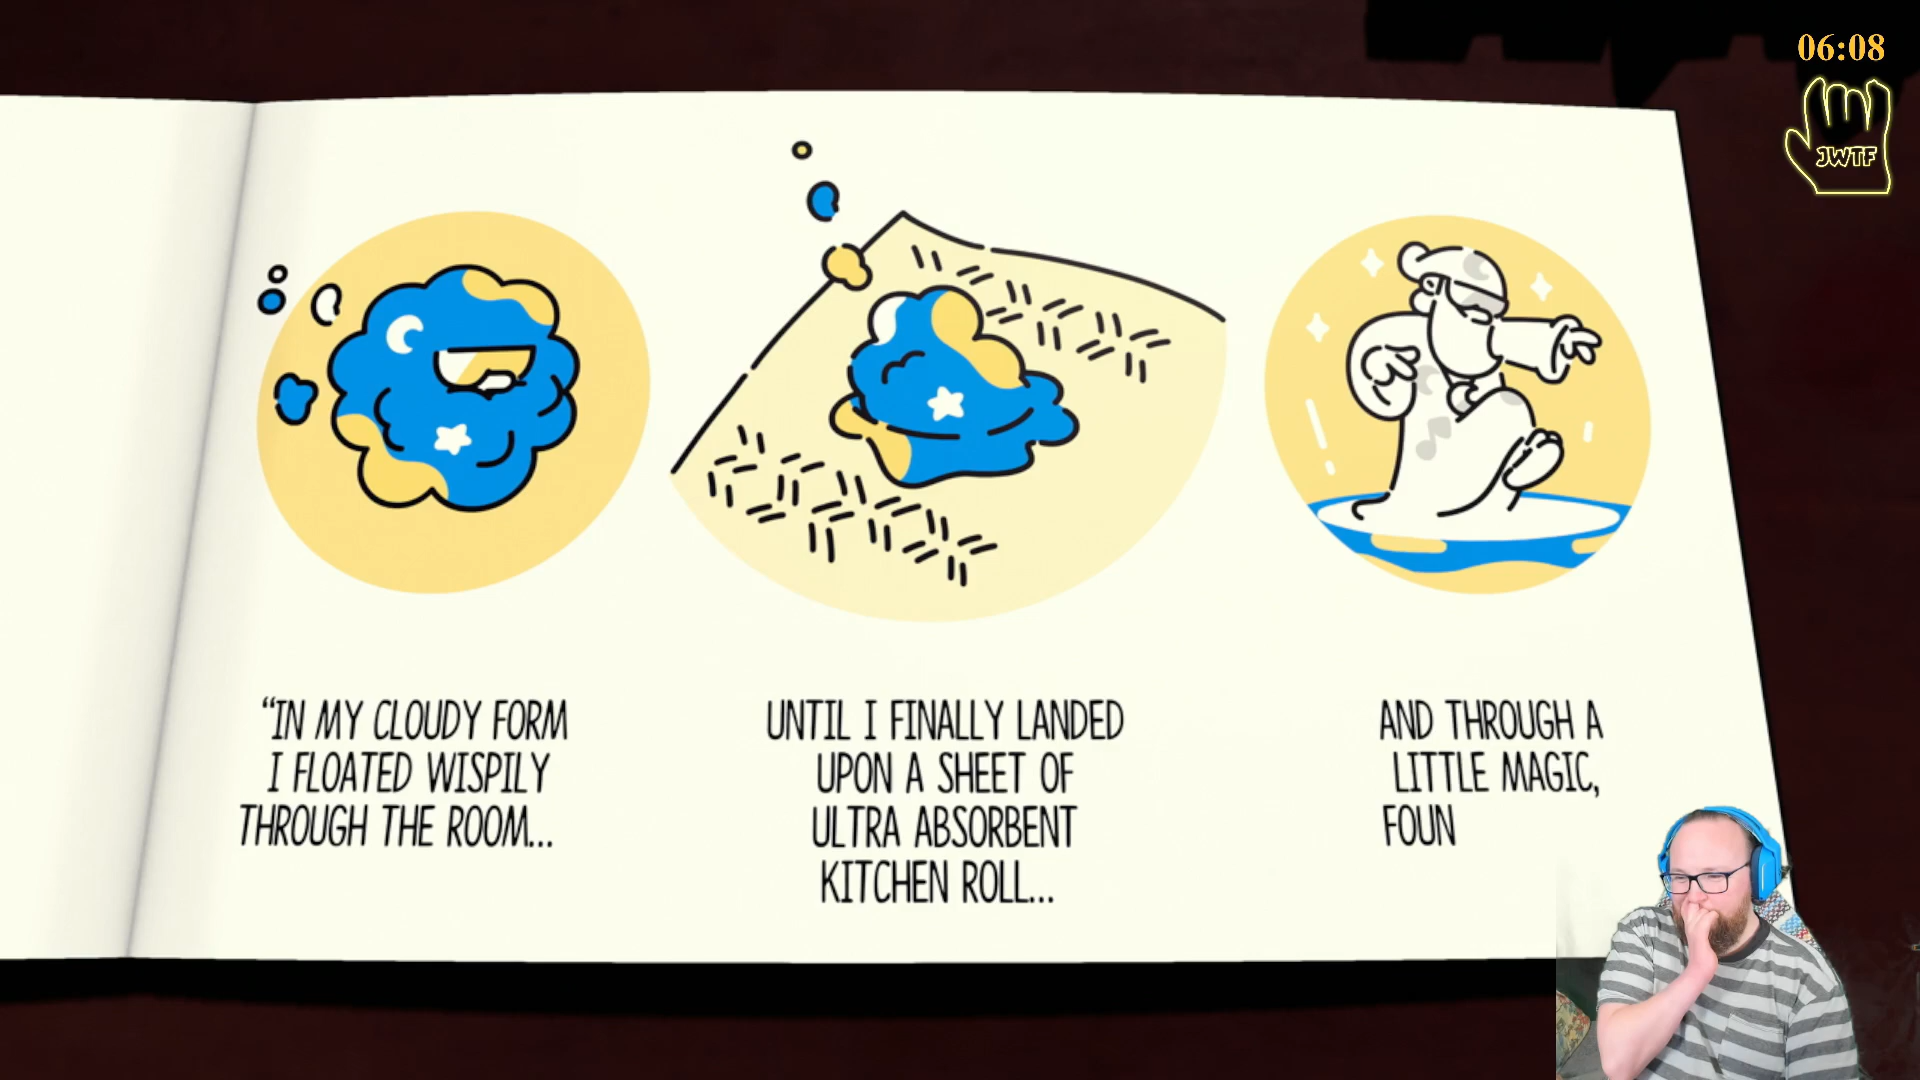 06:08
JWTF
“IN MY CLOUDY FORM
I FLOATED WISPILY
THROUGH THE ROOM...
UNTIL I FINALLY LANDED
UPON A SHEET OF
ULTRA ABSORBENT
KITCHEN ROLL...
AND THROUGH A
LITTLE MAGIC,
FOUN